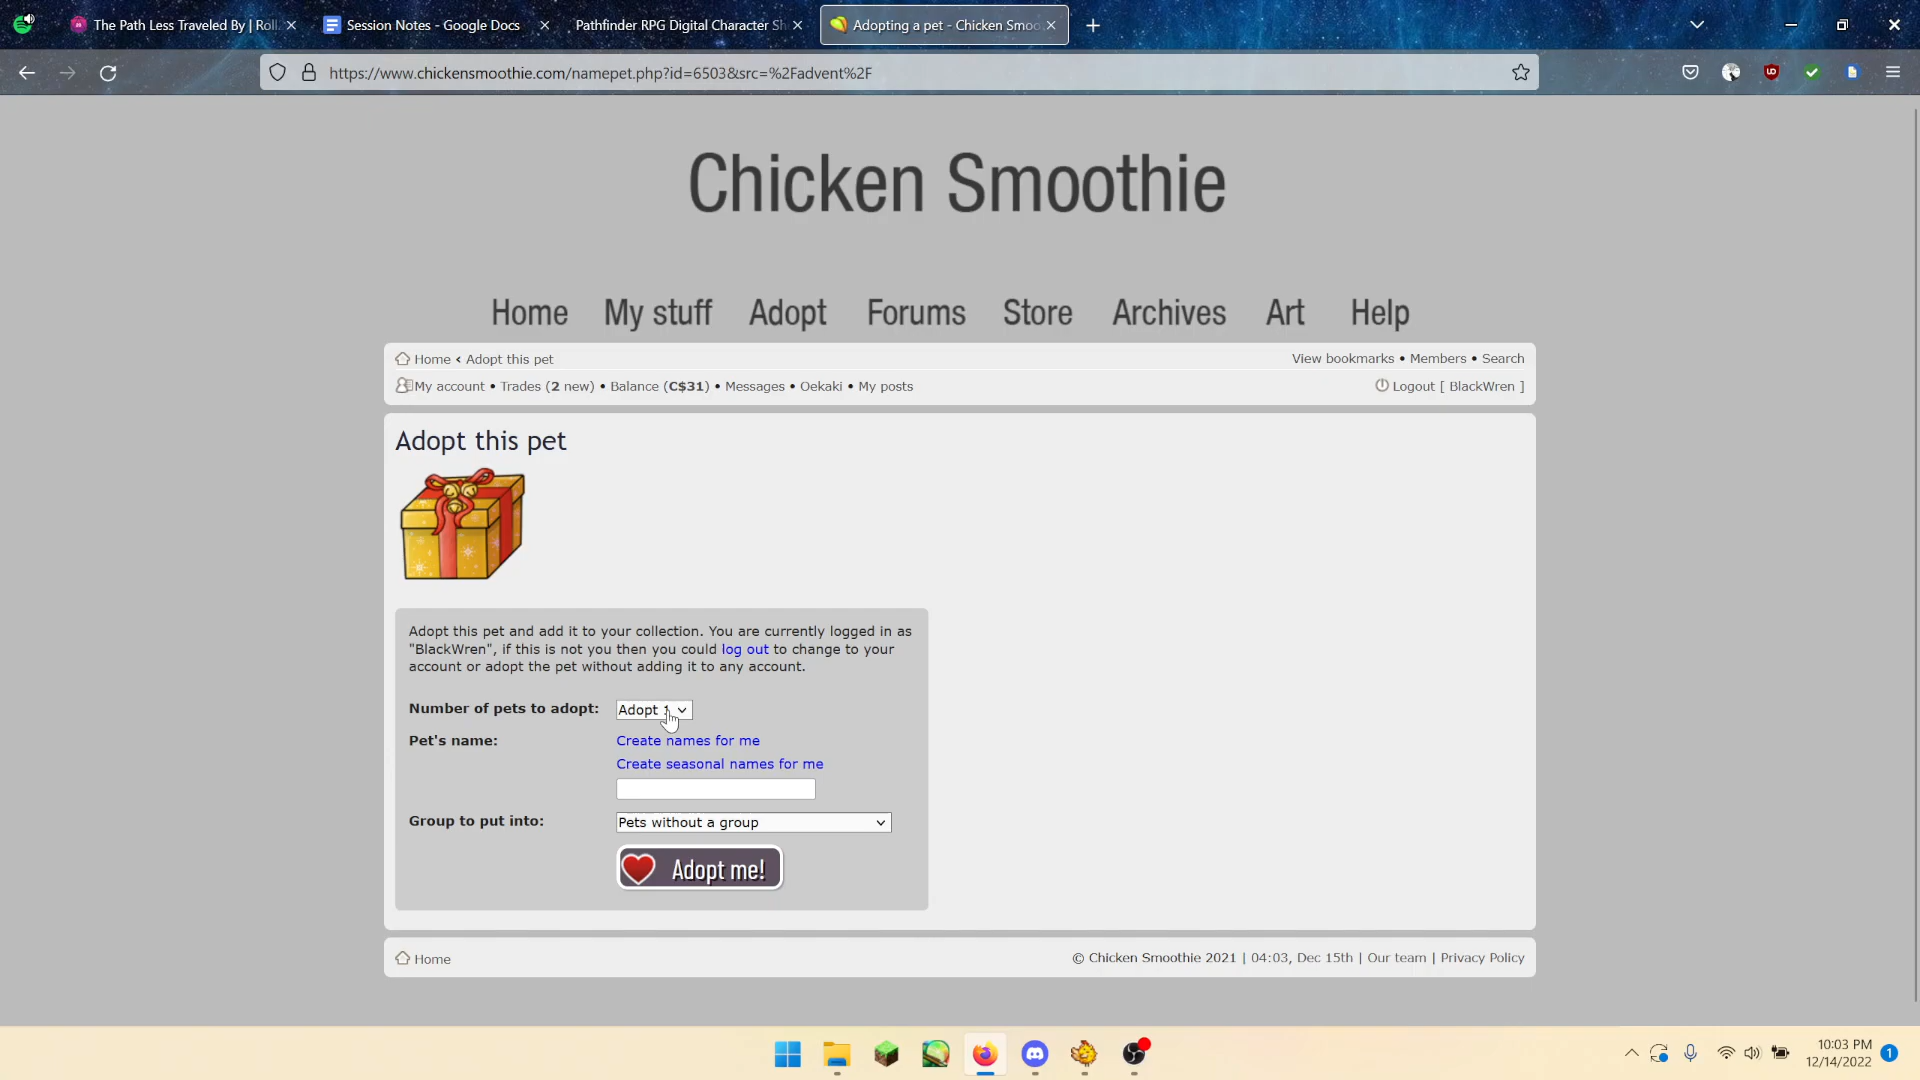 The Path Less Traveled By | Roll
Session Notes - Google Docs
Pathfinder RPG Digital Character Sh
Adopting a pet - Chicken Smoo
https://www.chickensmoothie.com/namepet.php?id=6503&src=%2Fadvent%2F
Chicken Smoothie
Home My stuff Adopt Forums Store Archives Art Help
Home ‹ Adopt this pet
View bookmarks • Members • Search
My account • Trades (2 new) • Balance (C$31) • Messages • Oekaki • My posts
Logout [ BlackWren ]
Adopt this pet
Adopt this pet and add it to your collection. You are currently logged in as
"BlackWren", if this is not you then you could log out to change to your
account or adopt the pet without adding it to any account.
Number of pets to adopt: Adopt 1
Pet's name: Create names for me
Create seasonal names for me
Group to put into: Pets without a group
Adopt me!
Home
© Chicken Smoothie 2021 | 04:03, Dec 15th | Our team | Privacy Policy
10:03 PM
12/14/2022
1